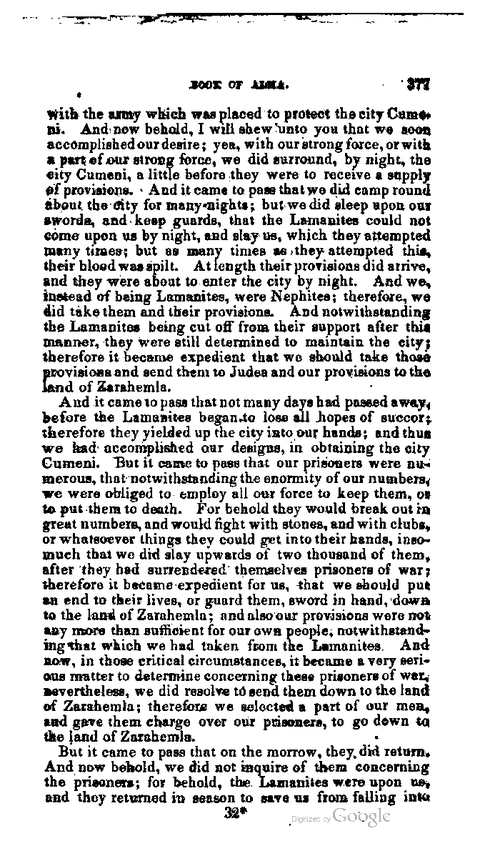 BOOK OF ALMA. 377
with the army which was placed to protect the city Cume-
ni. And now behold, I will shew unto you that we soon
accomplished our desire; yea, with our strong force, or with
a part of our strong force, we did surround, by night, the
city Cumeni, a little before they were to receive a supply
of provisions. And it came to pass that we did camp round
about the city for many nights; but we did sleep upon our
swords, and keep guards, that the Lamanites could not
come upon us by night, and slay us, which they attempted
many times; but as many times as they attempted this,
their blood was spilt. At length their provisions did arrive,
and they were about to enter the city by night. And we,
instead of being Lamanites, were Nephites; therefore, we
did take them and their provisions. And notwithstanding
the Lamanites being cut off from their support after this
manner, they were still determined to maintain the city;
therefore it became expedient that we should take those
provisions and send them to Judea and our provisions to the
land of Zarahemla.
And it came to pass that not many days had passed away,
before the Lamanites began to lose all hopes of succor;
therefore they yielded up the city into our hands; and thus
we had accomplished our designs, in obtaining the city
Cumeni. But it came to pass that our prisoners were nu-
merous, that notwithstanding the enormity of our numbers,
we were obliged to employ all our force to keep them, or
to put them to death. For behold they would break out in
great numbers, and would fight with stones, and with clubs,
or whatsoever things they could get into their hands, inso-
much that we did slay upwards of two thousand of them,
after they had surrendered themselves prisoners of war;
therefore it became expedient for us, that we should put
an end to their lives, or guard them, sword in hand, down
to the land of Zarahemla; and also our provisions were not
any more than sufficient for our own people, notwithstand-
ing that which we had taken from the Lamanites. And
now, in those critical circumstances, it became a very seri-
ous matter to determine concerning these prisoners of war,
nevertheless, we did resolve to send them down to the land
of Zarahemla; therefore we selected a part of our men,
and gave them charge over our prisoners, to go down to
the land of Zarahemla.
But it came to pass that on the morrow, they did return.
And now behold, we did not inquire of them concerning
the prisoners; for behold, the Lamanites were upon us,
and they returned in season to save us from falling into
32*
Digitized by Google